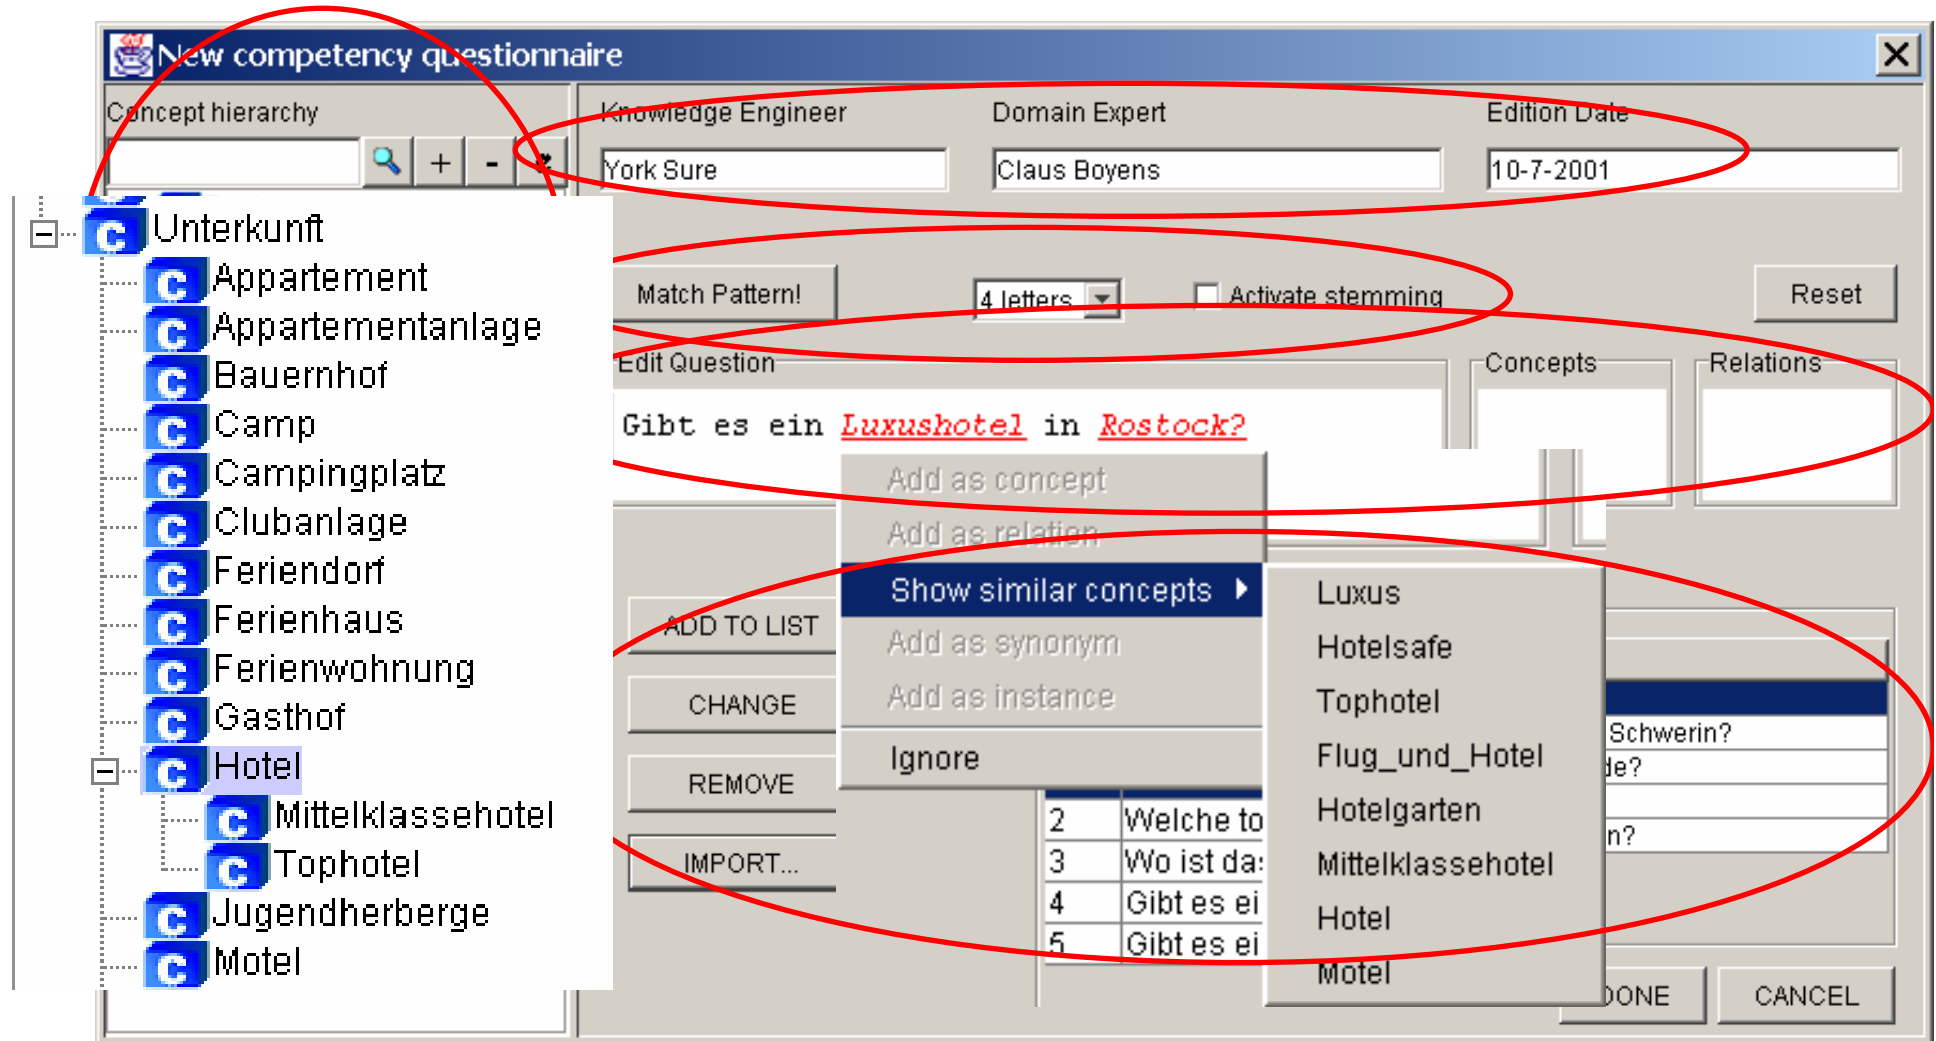 New competency questionnaire
Concept hierarchy
+ -
Unterkunft
Appartement
Appartementanlage
Bauernhof
Camp
Campingplatz
Clubanlage
Feriendorf
Ferienhaus
Ferienwohnung
Gasthof
Hotel
Mittelklassehotel
Tophotel
Jugendherberge
Motel
Knowledge Engineer Domain Expert Edition Date
York Sure Claus Boyens 10-7-2001
Match Pattern! 4 letters Activate stemming Reset
Edit Question Concepts Relations
Gibt es ein Luxushotel in Rostock?
Add as concept
Add as relation
Show similar concepts
Add as synonym
Add as instance
Ignore
Luxus
Hotelsafe
Tophotel
Flug_und_Hotel
Hotelgarten
Mittelklassehotel
Hotel
Motel
ADD TO LIST
CHANGE
REMOVE
IMPORT...
Schwerin?
2 Welche
3 Wo ist
4 Gibt es
5 Gibt es
DONE CANCEL